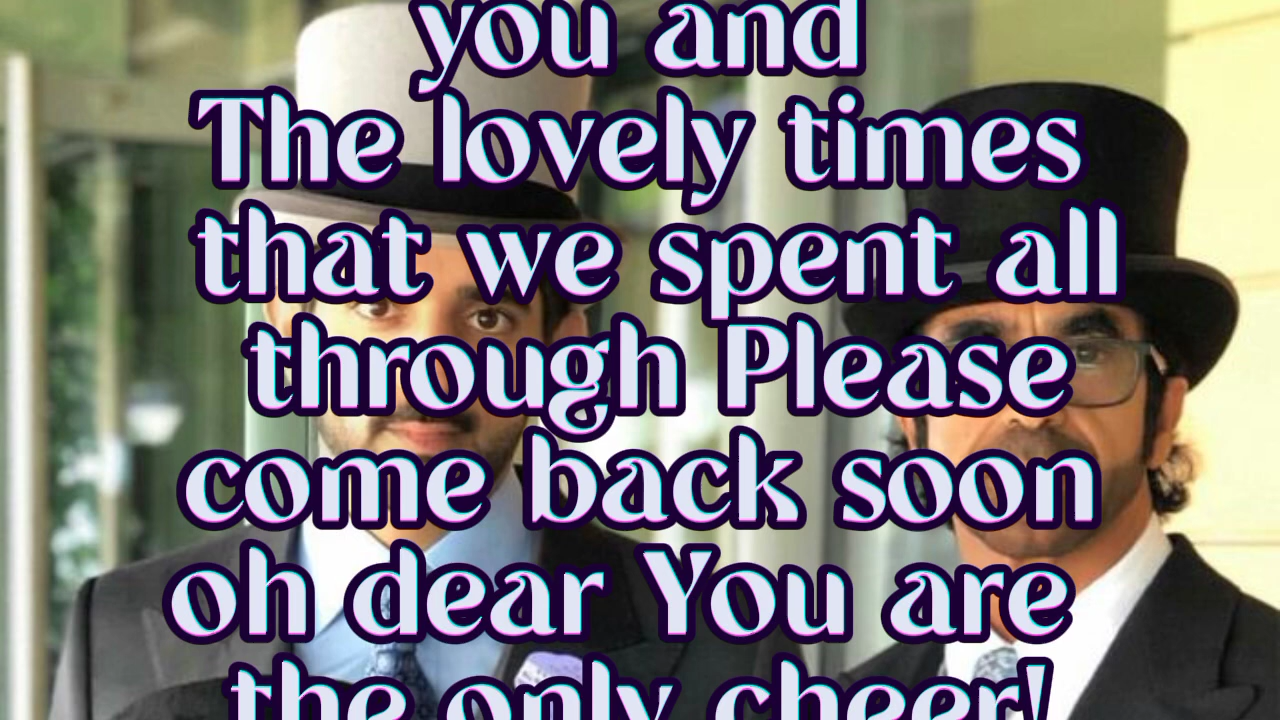 you and
The lovely times
that we spent all
through Please
come back soon
oh dear You are
the only cheer!